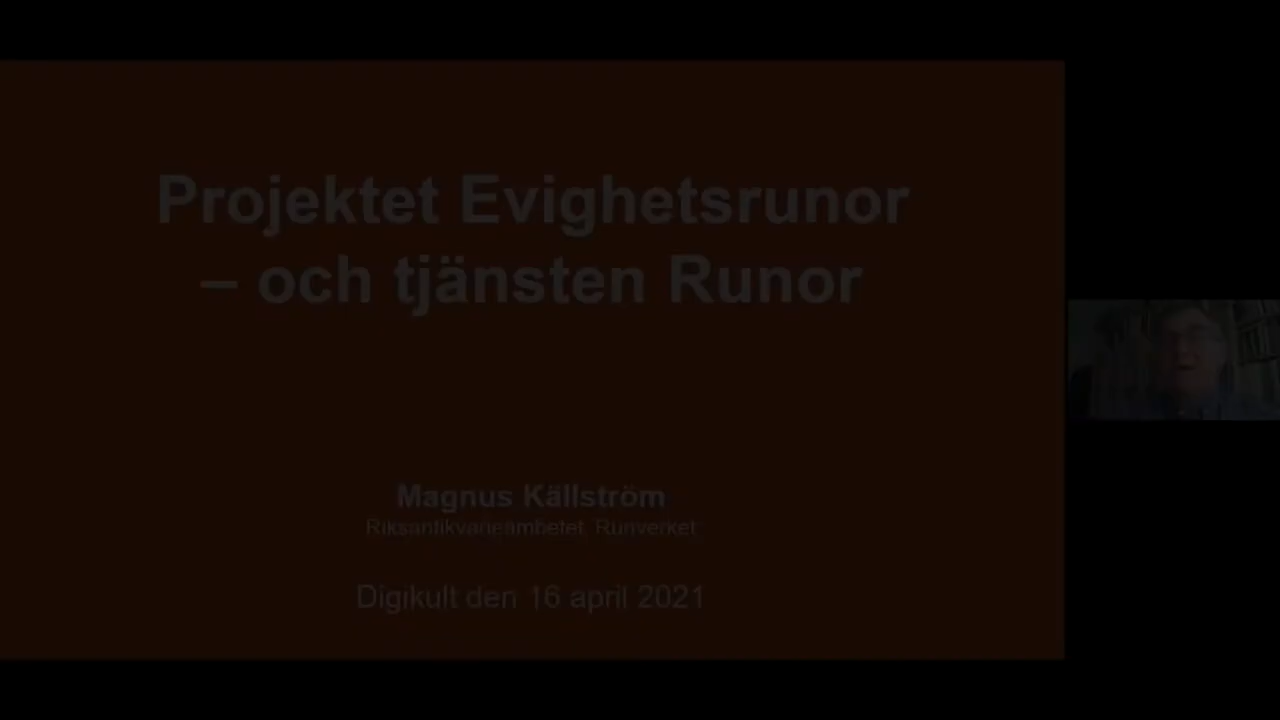 Projektet Evighetsrunor
– och tjänsten Runor
Magnus Källström
Riksantikvarieämbetet, Runverket
Digikult den 16 april 2021